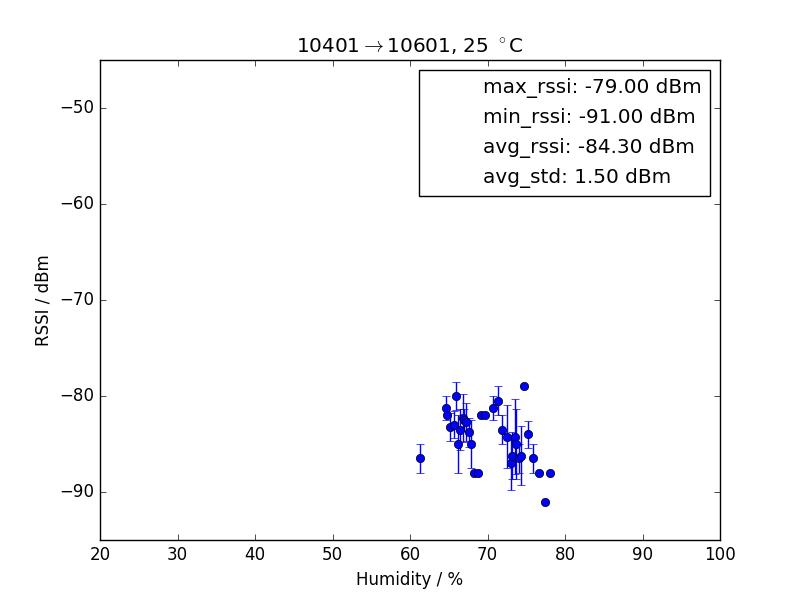 10401→10601, 25 °C
max_rssi: -79.00 dBm
min_rssi: -91.00 dBm
avg_rssi: -84.30 dBm
avg_std: 1.50 dBm
RSSI / dBm
−50
−60
−70
−80
−90
20 30 40 50 60 70 80 90 100
Humidity / %